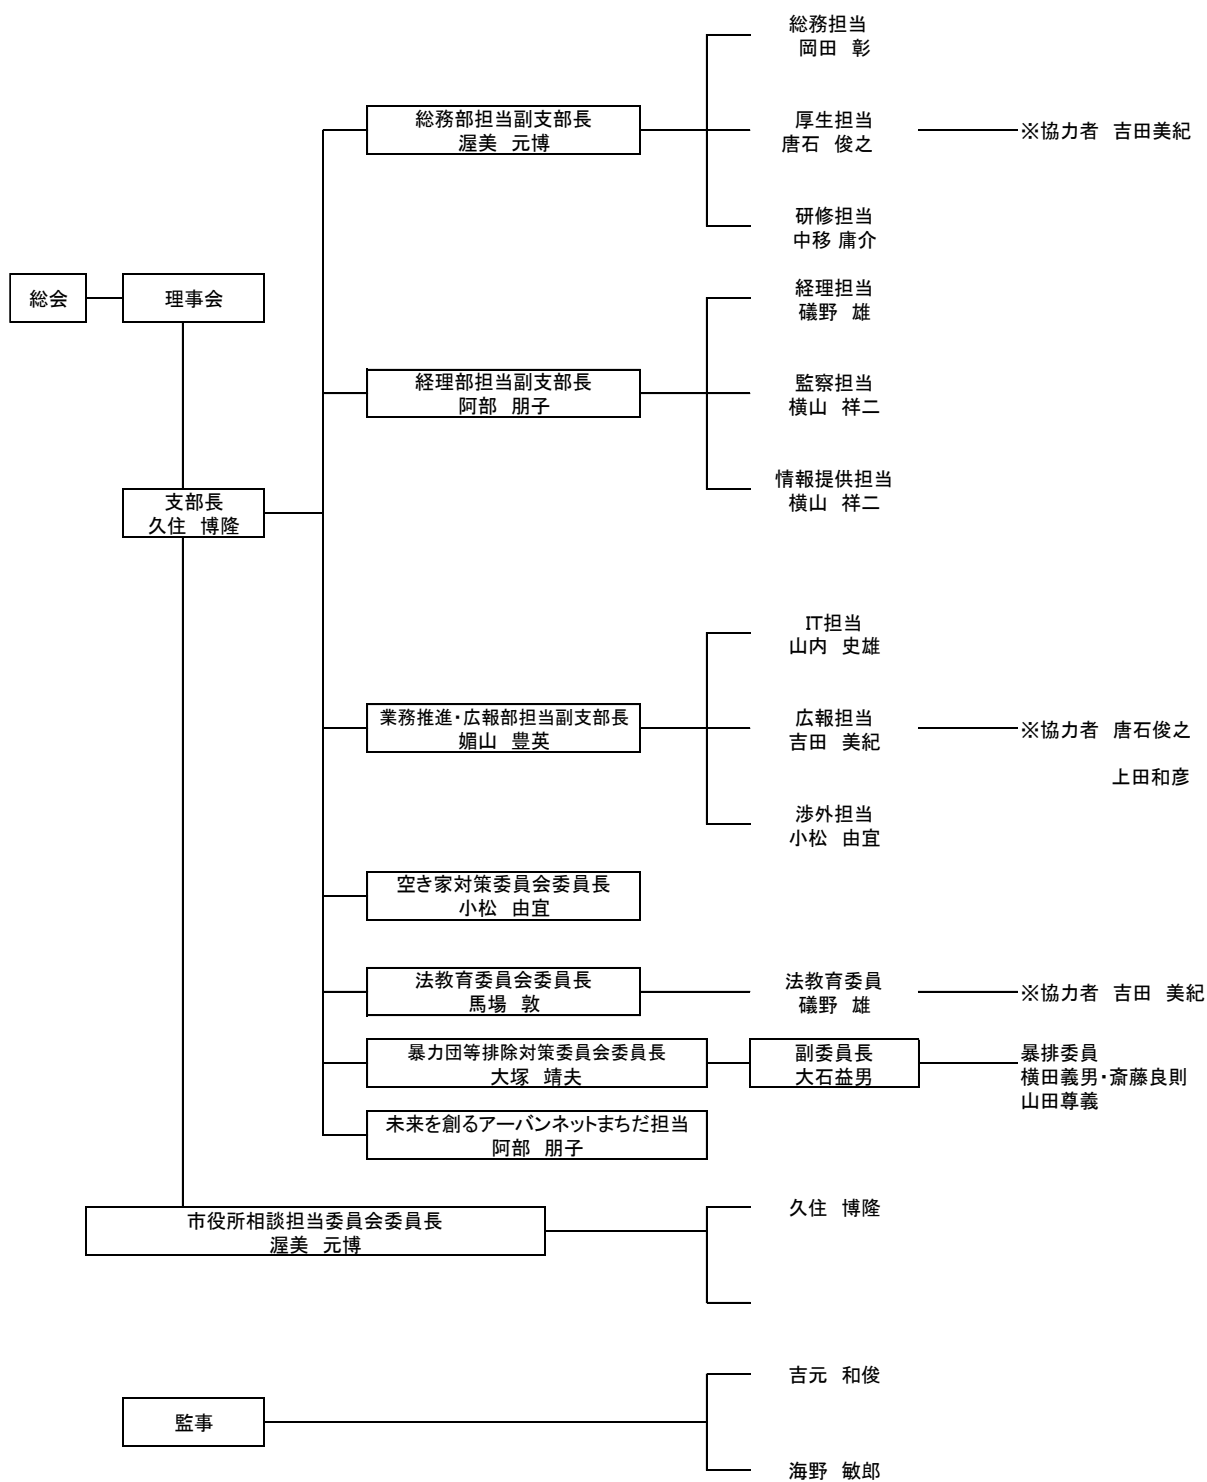 総務担当
岡田　彰
総務部担当副支部長
渥美　元博
厚生担当
唐石　俊之
※協力者　吉田美紀
研修担当
中移 庸介
総会
理事会
経理担当
礒野　雄
経理部担当副支部長
阿部　朋子
監察担当
横山　祥二
情報提供担当
横山　祥二
支部長
久住　博隆
IT担当
山内　史雄
業務推進・広報部担当副支部長
媚山　豊英
広報担当
吉田　美紀
※協力者　唐石俊之
上田和彦
渉外担当
小松　由宜
空き家対策委員会委員長
小松　由宜
法教育委員会委員長
馬場　敦
法教育委員
礒野　雄
※協力者　吉田　美紀
暴力団等排除対策委員会委員長
大塚　靖夫
副委員長
大石益男
暴排委員
横田義男・斎藤良則
山田尊義
未来を創るアーバンネットまちだ担当
阿部　朋子
市役所相談担当委員会委員長
渥美　元博
久住　博隆
監事
吉元　和俊
海野　敏郎